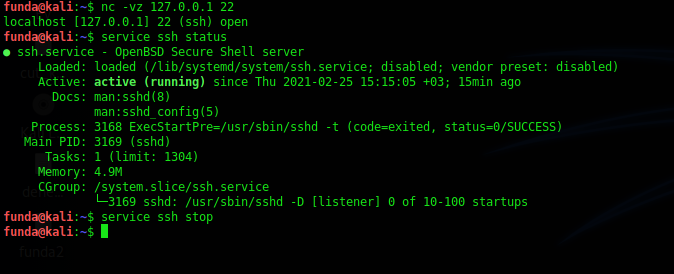 funda@kali:~$ nc -vz 127.0.0.1 22
localhost [127.0.0.1] 22 (ssh) open
funda@kali:~$ service ssh status
● ssh.service - OpenBSD Secure Shell server
     Loaded: loaded (/lib/systemd/system/ssh.service; disabled; vendor preset: disabled)
     Active: active (running) since Thu 2021-02-25 15:15:05 +03; 15min ago
       Docs: man:sshd(8)
             man:sshd_config(5)
    Process: 3168 ExecStartPre=/usr/sbin/sshd -t (code=exited, status=0/SUCCESS)
   Main PID: 3169 (sshd)
      Tasks: 1 (limit: 1304)
     Memory: 4.9M
     CGroup: /system.slice/ssh.service
             └─3169 sshd: /usr/sbin/sshd -D [listener] 0 of 10-100 startups
funda@kali:~$ service ssh stop
funda@kali:~$
funda2